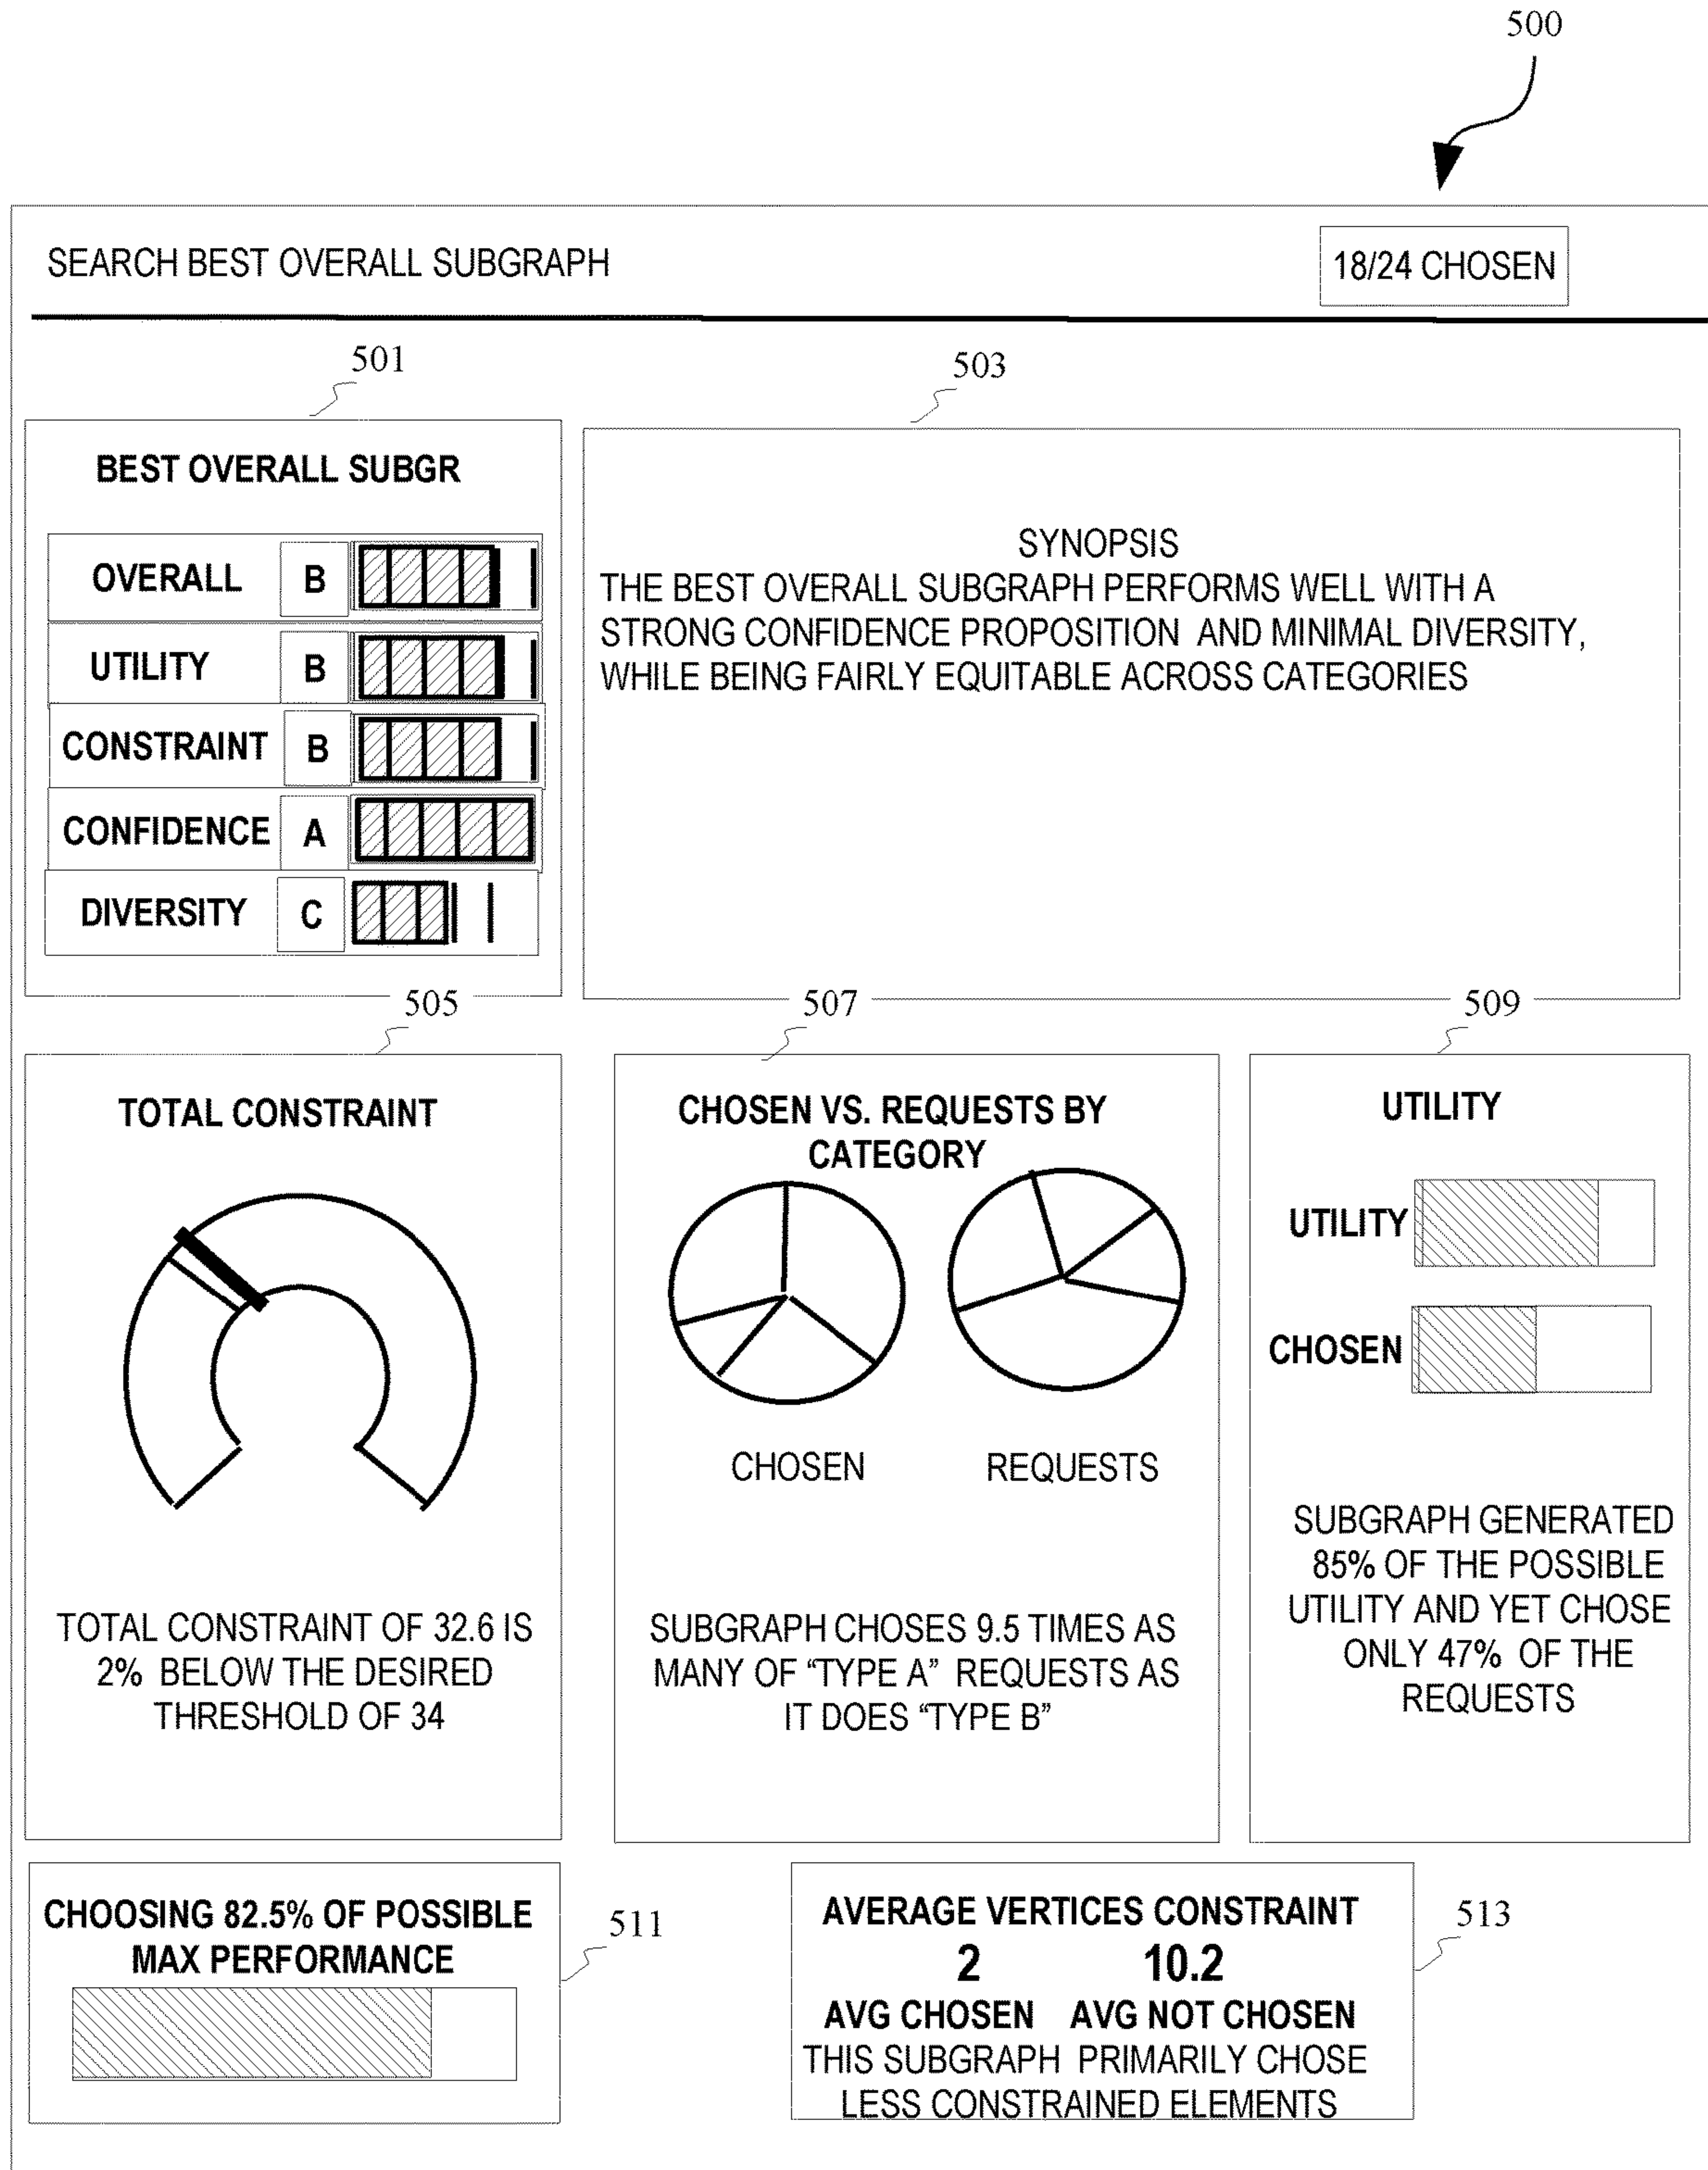 500
SEARCH BEST OVERALL SUBGRAPH
18/24 CHOSEN
501
503
BEST OVERALL SUBGR
OVERALL B
UTILITY B
CONSTRAINT B
CONFIDENCE A
DIVERSITY C
SYNOPSIS
THE BEST OVERALL SUBGRAPH PERFORMS WELL WITH A
STRONG CONFIDENCE PROPOSITION AND MINIMAL DIVERSITY,
WHILE BEING FAIRLY EQUITABLE ACROSS CATEGORIES
505
507
509
TOTAL CONSTRAINT
TOTAL CONSTRAINT OF 32.6 IS
2% BELOW THE DESIRED
THRESHOLD OF 34
CHOSEN VS. REQUESTS BY
CATEGORY
CHOSEN
REQUESTS
SUBGRAPH CHOSES 9.5 TIMES AS
MANY OF “TYPE A” REQUESTS AS
IT DOES “TYPE B”
UTILITY
UTILITY
CHOSEN
SUBGRAPH GENERATED
85% OF THE POSSIBLE
UTILITY AND YET CHOSE
ONLY 47% OF THE
REQUESTS
CHOOSING 82.5% OF POSSIBLE
MAX PERFORMANCE
511
AVERAGE VERTICES CONSTRAINT
2 10.2
AVG CHOSEN AVG NOT CHOSEN
THIS SUBGRAPH PRIMARILY CHOSE
LESS CONSTRAINED ELEMENTS
513